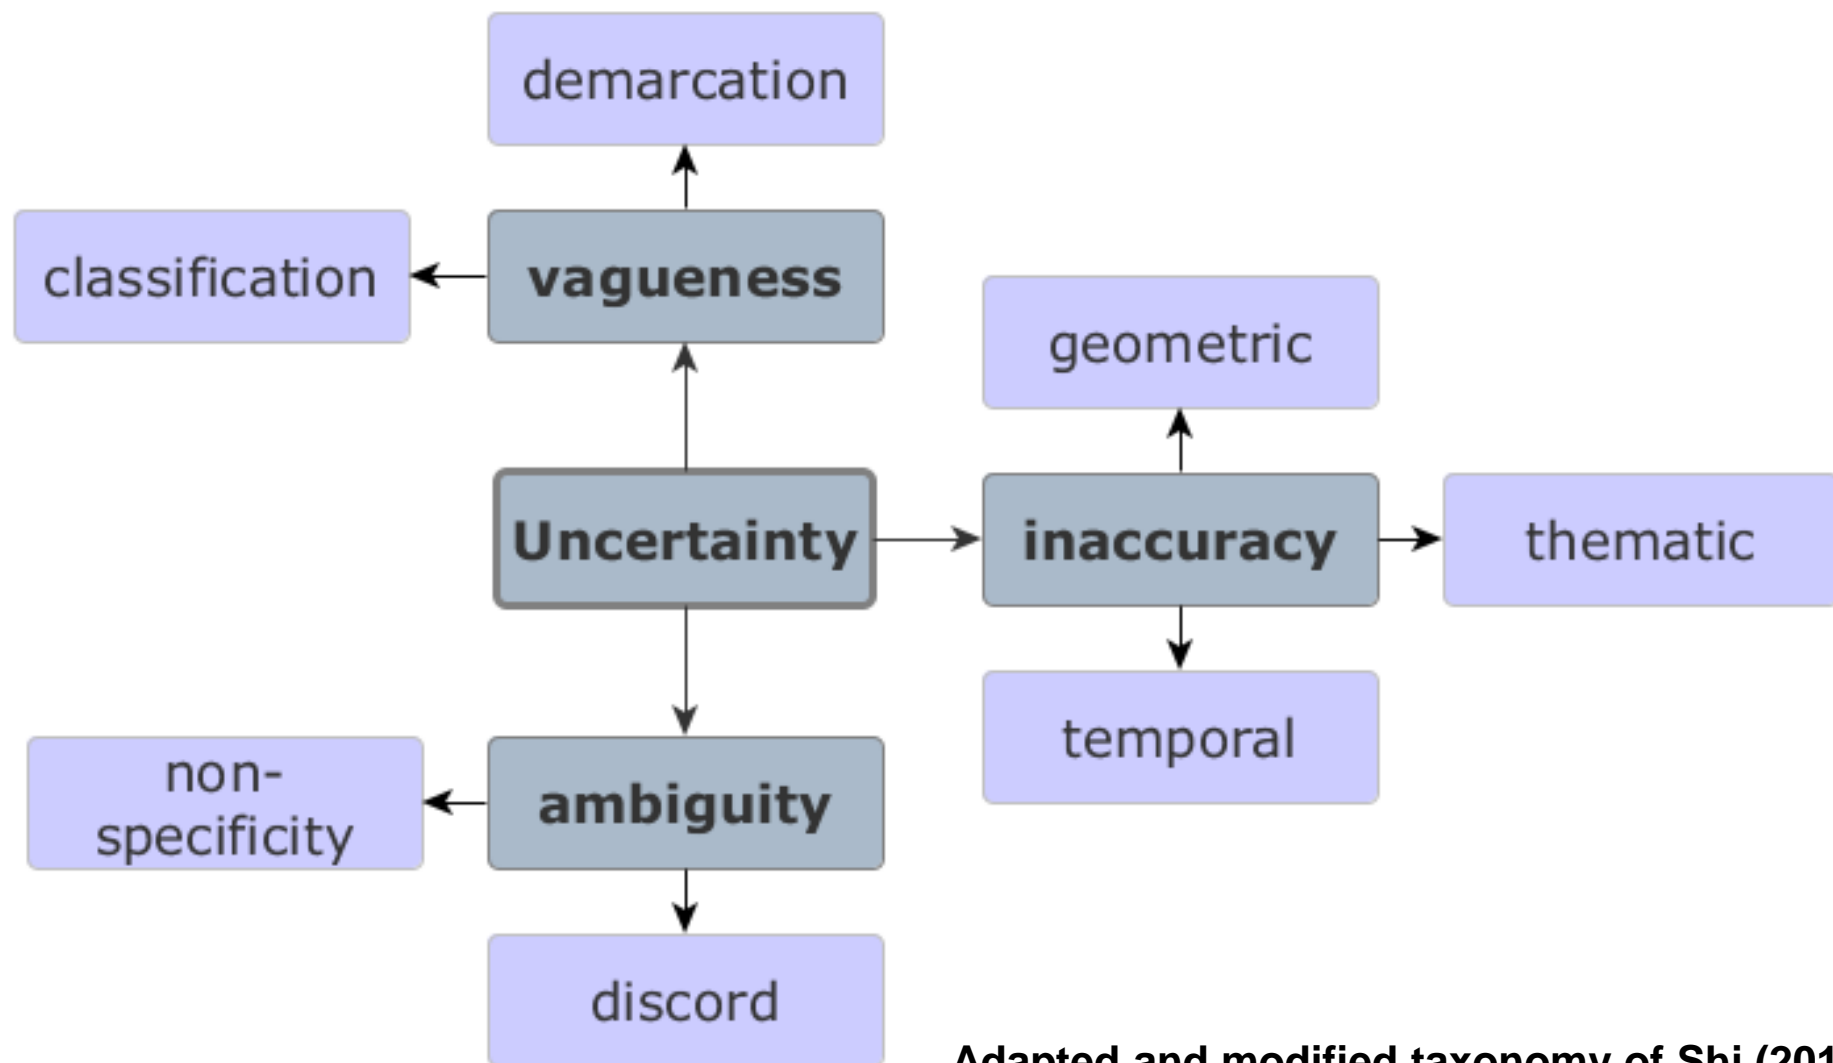 demarcation
classification
vagueness
geometric
Uncertainty
inaccuracy
thematic
temporal
non-
specificity
ambiguity
discord
Adapted and modified taxonomy of Shi